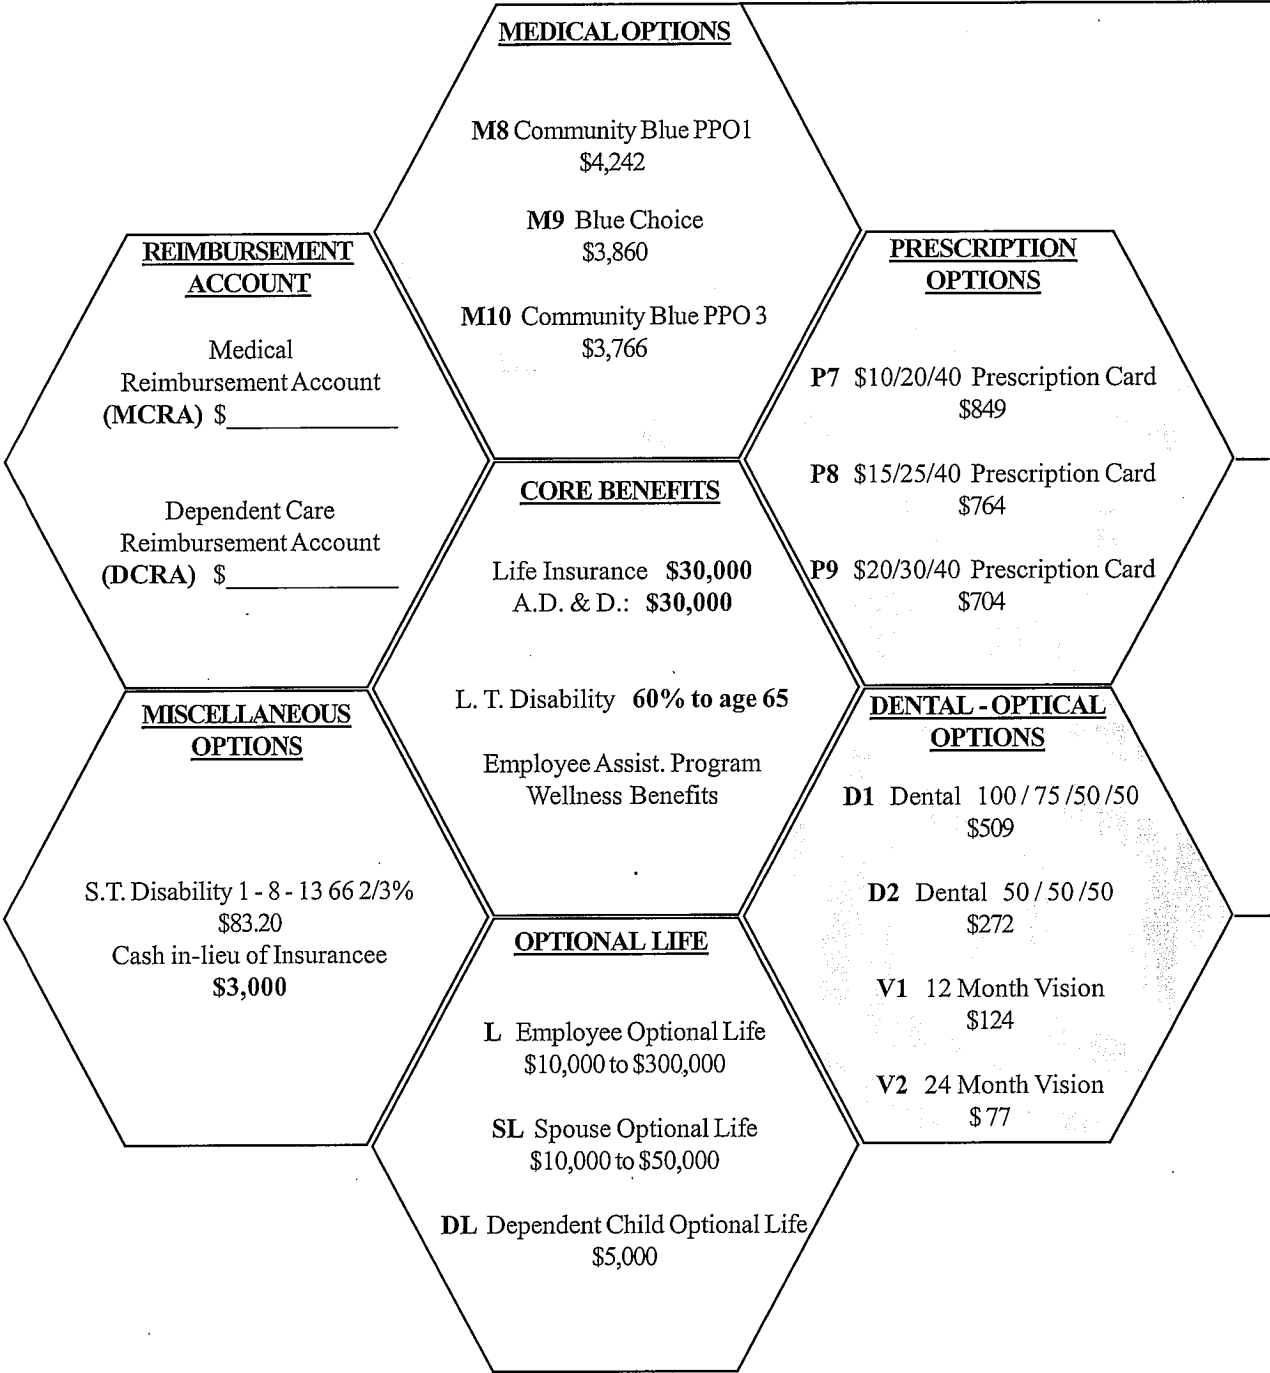 MEDICAL OPTIONS
M8 Community Blue PPO1
$4,242
M9 Blue Choice
$3,860
M10 Community Blue PPO 3
$3,766
REIMBURSEMENT
ACCOUNT
Medical
Reimbursement Account
(MCRA) $
Dependent Care
Reimbursement Account
(DCRA) $
PRESCRIPTION
OPTIONS
P7 $10/20/40 Prescription Card
$849
P8 $15/25/40 Prescription Card
$764
P9 $20/30/40 Prescription Card
$704
CORE BENEFITS
Life Insurance $30,000
A.D. & D.: $30,000
L. T. Disability 60% to age 65
Employee Assist. Program
Wellness Benefits
MISCELLANEOUS
OPTIONS
S.T. Disability 1 - 8 - 13 66 2/3%
$83.20
Cash in-lieu of Insurancee
$3,000
DENTAL - OPTICAL
OPTIONS
D1 Dental 100 / 75 /50 /50
$509
D2 Dental 50 / 50 /50
$272
V1 12 Month Vision
$124
V2 24 Month Vision
$ 77
OPTIONAL LIFE
L Employee Optional Life
$10,000 to $300,000
SL Spouse Optional Life
$10,000 to $50,000
DL Dependent Child Optional Life
$5,000